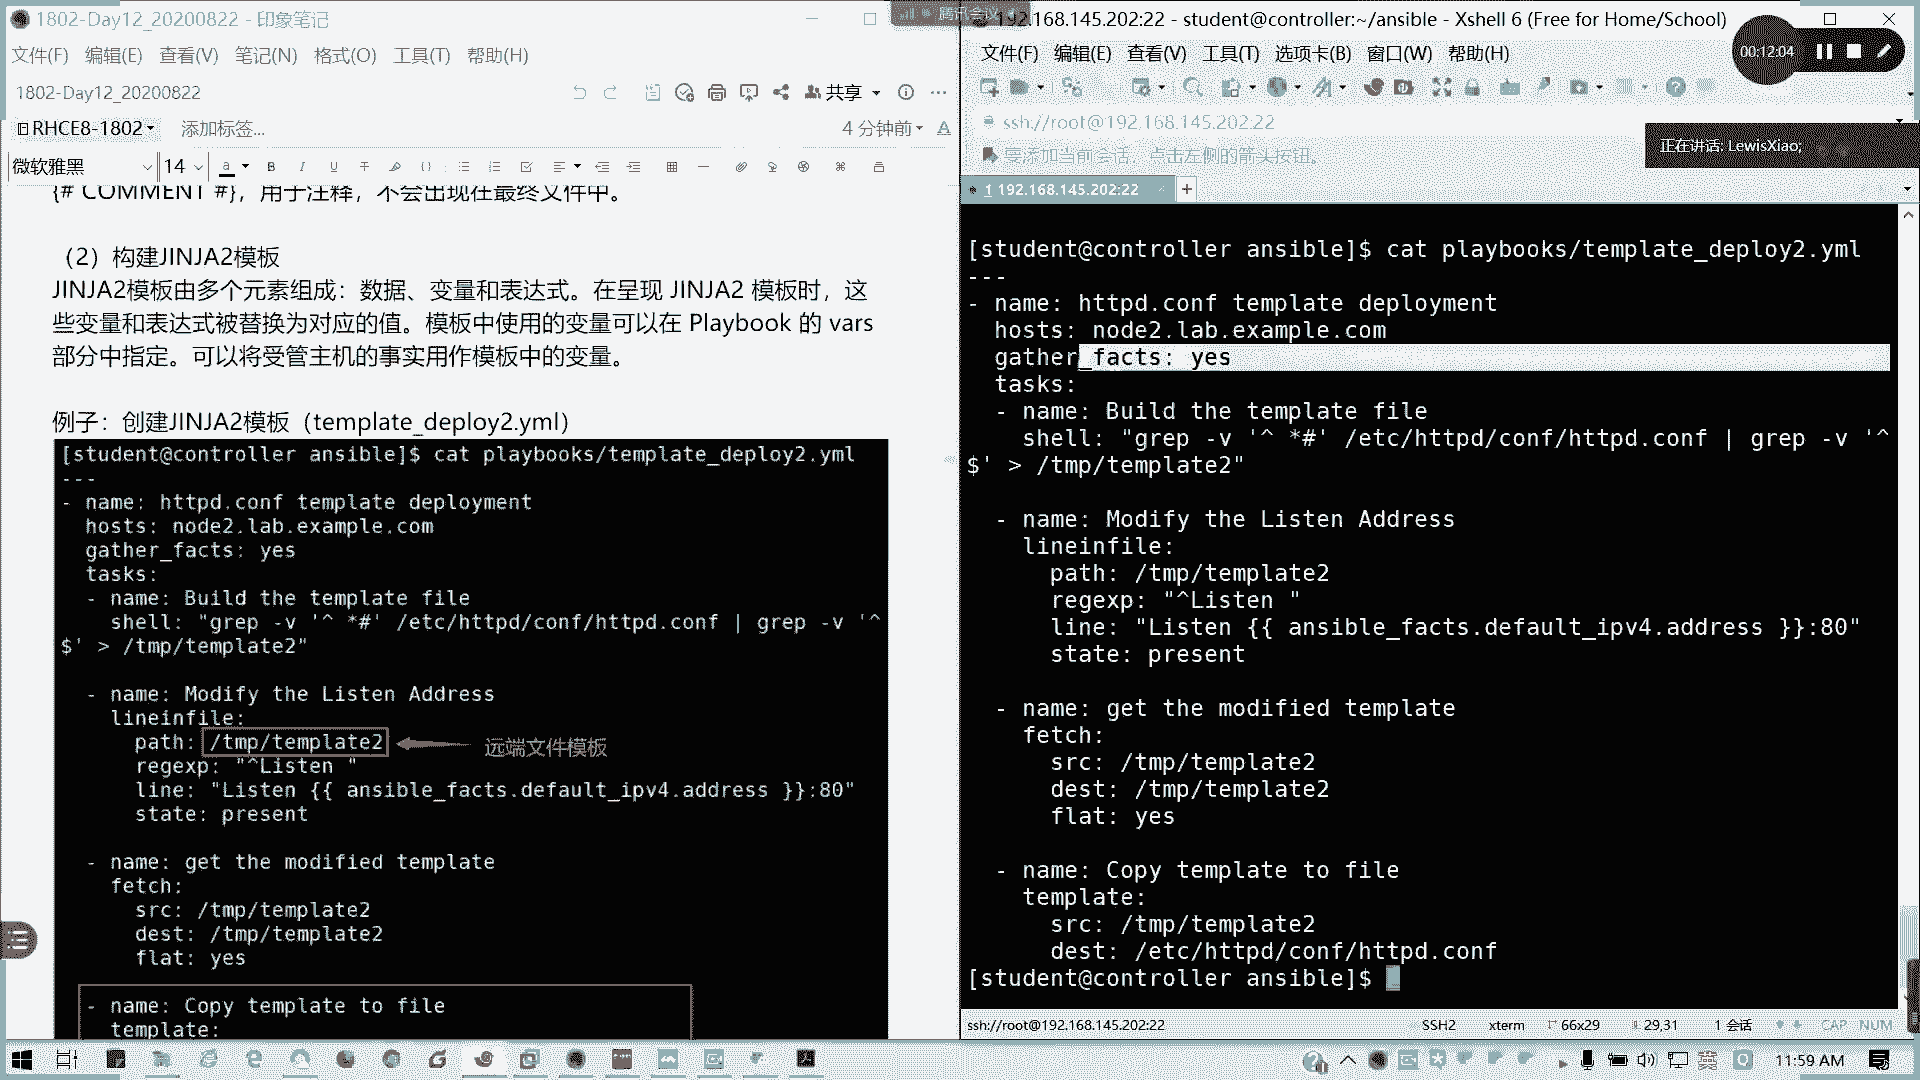 1802-Day12_20200822 - 印象笔记
文件(F) 编辑(E) 查看(V) 笔记(N) 格式(O) 工具(T) 帮助(H)
1802-Day12_20200822
共享
RHCE8-1802
添加标签...
4 分钟前
微软雅黑
14
{# COMMENT #}，用于注释，不会出现在最终文件中。
（2）构建JINJA2模板
JINJA2模板由多个元素组成：数据、变量和表达式。在呈现 JINJA2 模板时，这
些变量和表达式被替换为对应的值。模板中使用的变量可以在 Playbook 的 vars
部分中指定。可以将受管主机的事实用作模板中的变量。
例子：创建JINJA2模板（template_deploy2.yml）
[student@controller ansible]$ cat playbooks/template_deploy2.yml
---
- name: httpd.conf template deployment
  hosts: node2.lab.example.com
  gather_facts: yes
  tasks:
  - name: Build the template file
    shell: "grep -v '^ *#' /etc/httpd/conf/httpd.conf | grep -v '^
$' > /tmp/template2"
  - name: Modify the Listen Address
    lineinfile:
      path: /tmp/template2
远端文件模板
      regexp: "^Listen "
      line: "Listen {{ ansible_facts.default_ipv4.address }}:80"
      state: present
  - name: get the modified template
    fetch:
      src: /tmp/template2
      dest: /tmp/template2
      flat: yes
  - name: Copy template to file
    template:
腾讯会议
192.168.145.202:22 - student@controller:~/ansible - Xshell 6 (Free for Home/School)
文件(F) 编辑(E) 查看(V) 工具(T) 选项卡(B) 窗口(W) 帮助(H)
00:12:04
ssh://root@192.168.145.202:22
要添加当前会话，点击左侧的箭头按钮。
正在讲话: LewisXiao;
1 192.168.145.202:22
[student@controller ansible]$ cat playbooks/template_deploy2.yml
---
- name: httpd.conf template deployment
  hosts: node2.lab.example.com
  gather_facts: yes
  tasks:
  - name: Build the template file
    shell: "grep -v '^ *#' /etc/httpd/conf/httpd.conf | grep -v '^
$' > /tmp/template2"
  - name: Modify the Listen Address
    lineinfile:
      path: /tmp/template2
      regexp: "^Listen "
      line: "Listen {{ ansible_facts.default_ipv4.address }}:80"
      state: present
  - name: get the modified template
    fetch:
      src: /tmp/template2
      dest: /tmp/template2
      flat: yes
  - name: Copy template to file
    template:
      src: /tmp/template2
      dest: /etc/httpd/conf/httpd.conf
[student@controller ansible]$
ssh://root@192.168.145.202:22
SSH2
xterm
66x29
29,31
1 会话
CAP NUM
英
11:59 AM